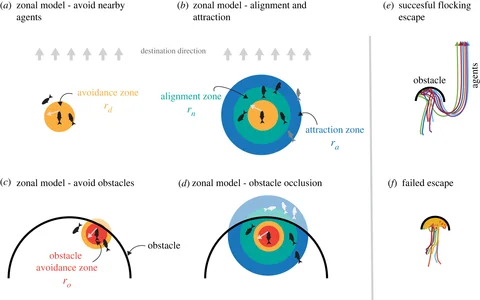 (a) zonal model - avoid nearby
agents
(b) zonal model - alignment and
attraction
destination direction
avoidance zone
r_d
alignment zone
r_n
attraction zone
r_a
(c) zonal model - avoid obstacles
obstacle
obstacle
avoidance zone
r_o
(d) zonal model - obstacle occlusion
(e) succesful flocking
escape
obstacle
agents
(f) failed escape